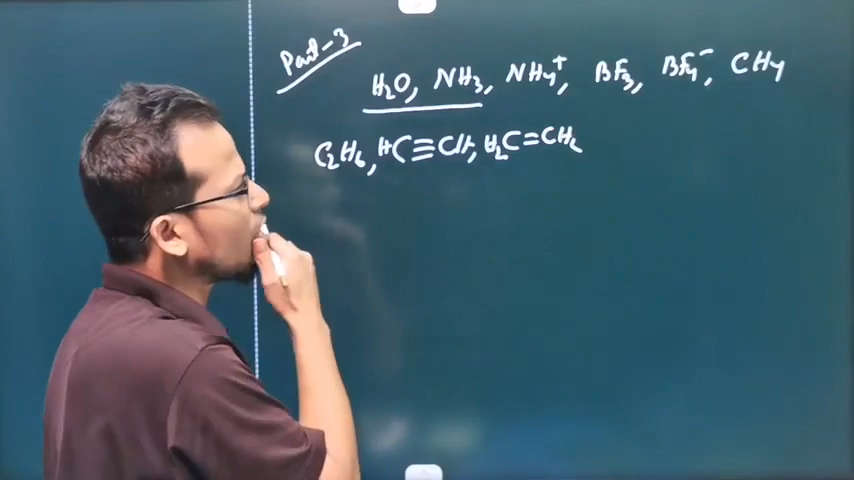 Part-3
H₂O, NH₃, NH₄⁺, BF₃, BF₄⁻, CH₄
C₂H₆, HC≡CH, H₂C=CH₂